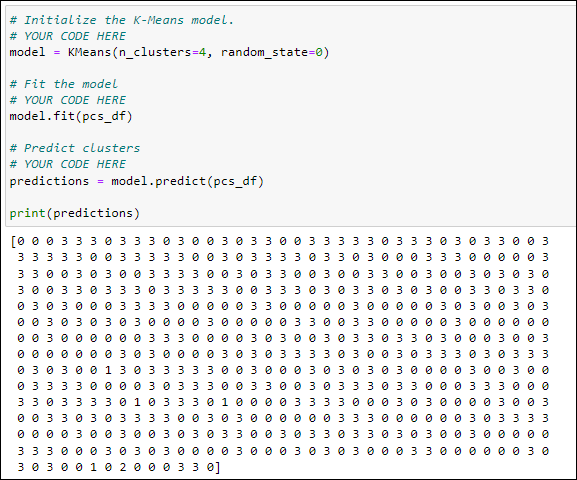 # Initialize the K-Means model.
# YOUR CODE HERE
model = KMeans(n_clusters=4, random_state=0)
# Fit the model
# YOUR CODE HERE
model.fit(pcs_df)
# Predict clusters
# YOUR CODE HERE
predictions = model.predict(pcs_df)
print(predictions)
[0 0 0 3 3 3 0 3 3 3 0 3 0 0 3 0 3 3 0 0 3 3 3 3 3 0 3 3 3 0 3 0 3 3 0 0 3
3 3 3 3 3 0 0 3 3 3 3 3 0 0 3 0 3 3 3 3 0 3 3 0 3 0 0 0 3 3 3 0 0 0 0 0 3
3 3 0 0 3 0 3 0 0 3 3 3 3 0 0 3 0 3 3 0 0 3 0 0 3 3 0 0 3 0 0 3 0 3 0 3 0
3 0 0 3 3 0 3 3 3 0 3 3 3 3 3 0 0 3 3 3 0 3 0 0 3 3 0 3 3 0 0 3 3 0 3 3 0
0 3 0 3 0 0 0 3 3 3 3 0 0 0 0 0 3 3 0 0 0 0 0 3 0 0 0 0 0 3 0 3 0 0 3 0 3
0 0 3 0 3 0 3 0 3 0 0 0 0 3 0 0 0 0 0 3 3 0 0 3 3 0 0 0 0 0 3 0 0 0 0 0 0
0 0 3 0 0 0 0 0 0 3 3 3 0 0 3 0 0 3 3 0 3 0 3 0 0 0 0 3 0 0 0 3 0 0 0 0 3
0 0 0 0 0 0 0 3 0 3 0 0 0 0 3 0 3 0 3 3 3 3 0 0 3 3 0 0 3 3 3 0 3 0 3 3 3
0 3 0 3 0 0 1 3 0 3 3 3 3 3 0 0 3 0 3 0 3 3 0 3 3 3 0 3 0 0 3 0 0 0 0 3 0
0 3 3 3 3 0 0 0 0 3 0 3 3 3 0 0 3 3 0 0 3 0 3 3 0 3 3 3 0 0 0 3 3 3 0 0 0
3 3 0 3 3 3 3 0 1 0 3 3 3 0 1 0 0 0 0 3 3 3 3 0 0 3 0 0 0 0 3 0 0 3 0 0 3
0 0 3 3 0 3 0 3 3 3 3 0 0 3 0 3 0 0 0 0 0 0 0 3 3 3 0 0 0 0 0 3 0 3 3 3 3
0 0 0 0 3 0 0 3 0 0 3 0 3 0 3 3 0 0 3 0 3 3 0 3 3 0 3 0 3 0 0 3 0 0 0 0 0
3 3 3 0 0 0 3 0 3 0 3 0 0 0 0 3 0 0 0 3 0 3 0 3 0 0 0 3 3 0 0 0 0 0 0 3 0
3 0 3 0 0 1 0 2 0 0 0 3 3 0]